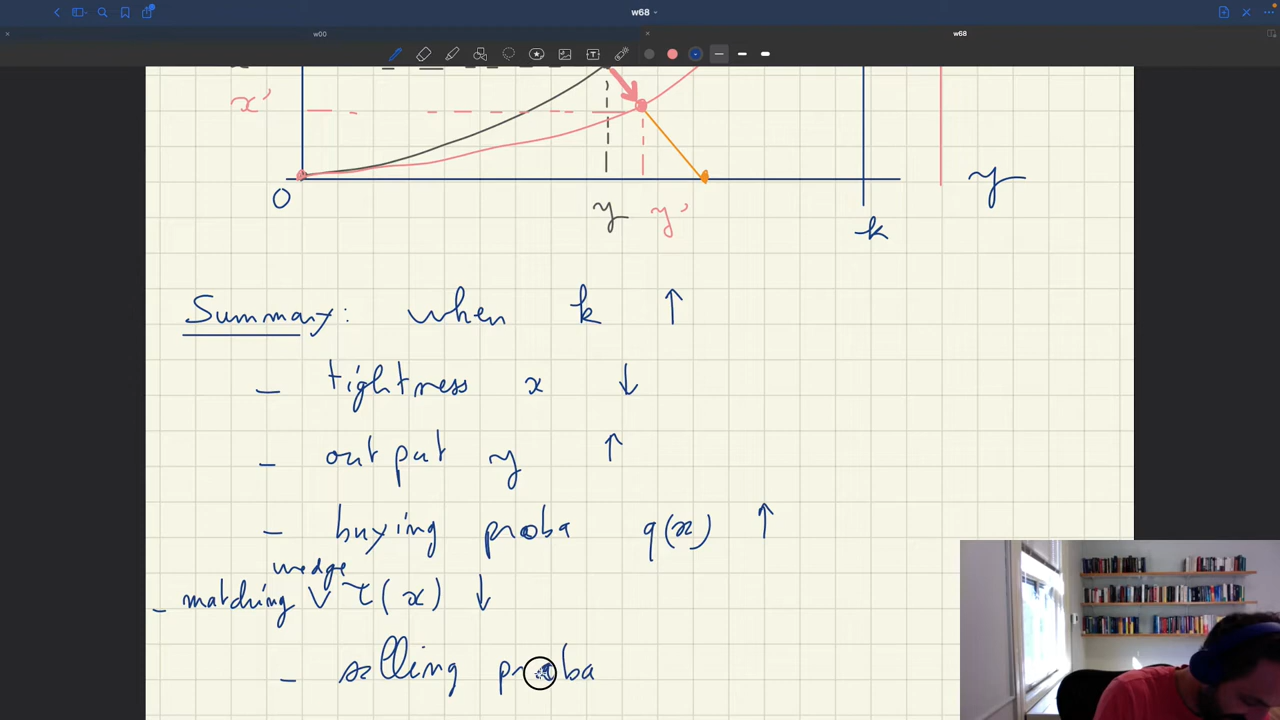 w68
w00
w68
x'
0
y
y'
k
y
Summary: when k ↑
- tightness x ↓
- output y ↑
- buying proba q(x) ↑
wedge
- matching ∨ τ(x) ↓
- selling proba